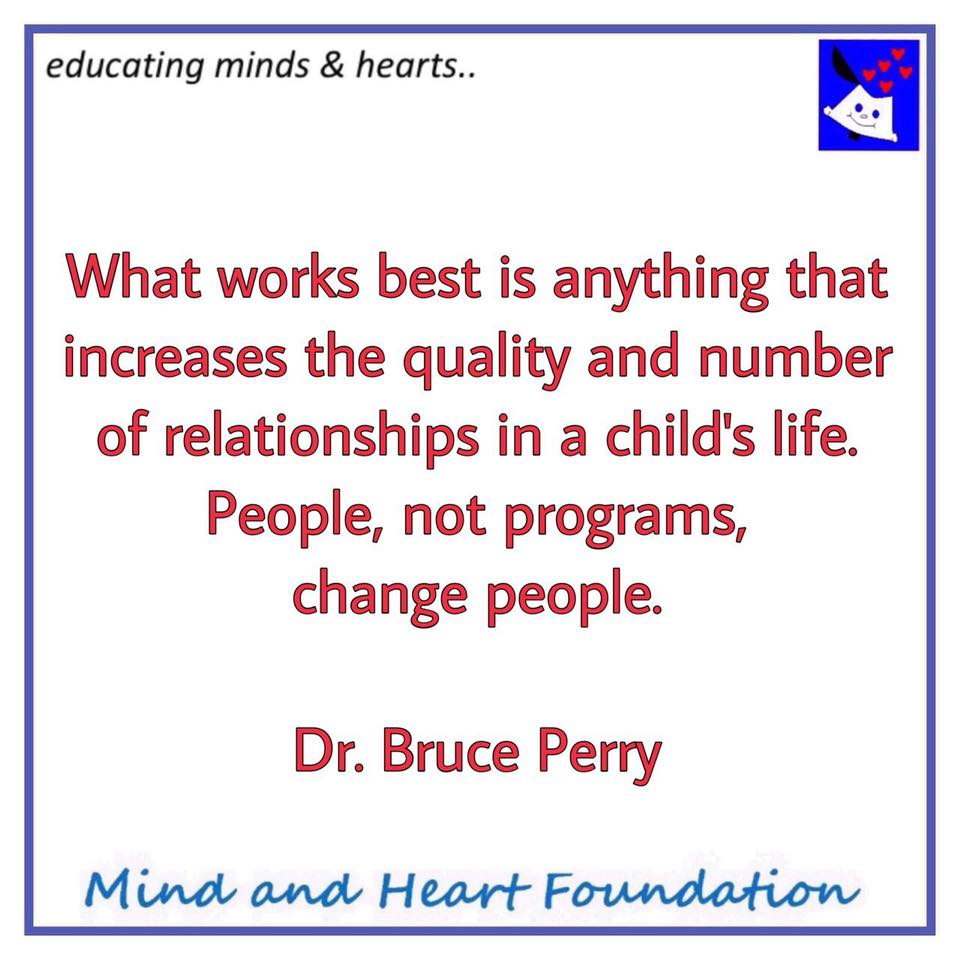 educating minds & hearts..
What works best is anything that
increases the quality and number
of relationships in a child's life.
People, not programs,
change people.
Dr. Bruce Perry
Mind and Heart Foundation